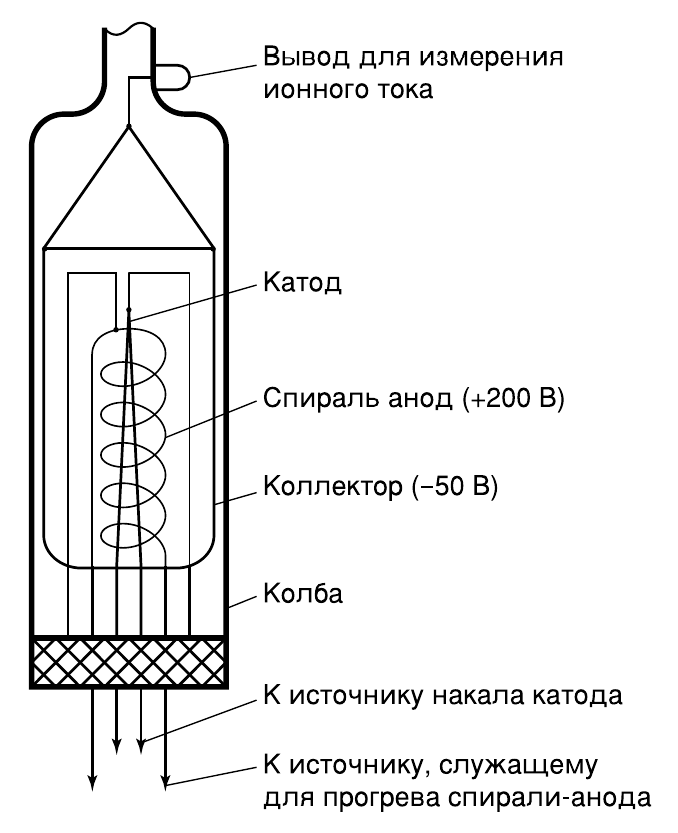 Вывод для измерения
ионного тока
Катод
Спираль анод (+200 В)
Коллектор (−50 В)
Колба
К источнику накала катода
К источнику, служащему
для прогрева спирали-анода